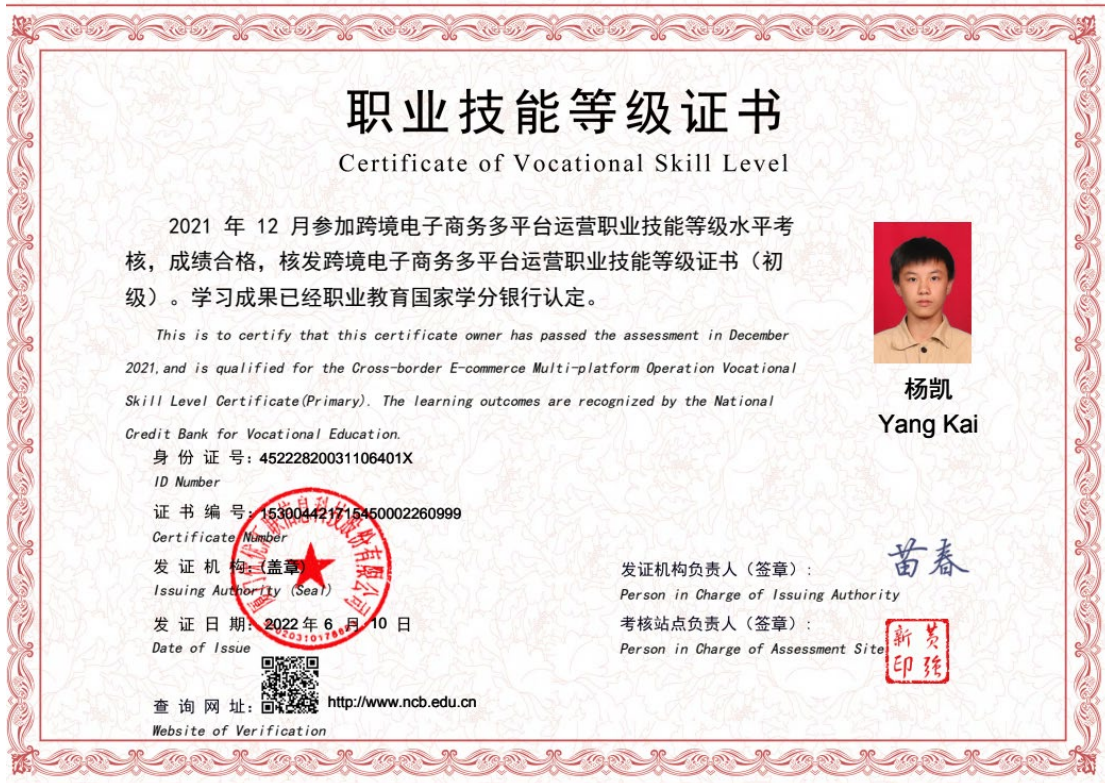 职业技能等级证书
Certificate of Vocational Skill Level
2021 年 12 月参加跨境电子商务多平台运营职业技能等级水平考
核，成绩合格，核发跨境电子商务多平台运营职业技能等级证书（初
级）。学习成果已经职业教育国家学分银行认定。
This is to certify that this certificate owner has passed the assessment in December
2021,and is qualified for the Cross-border E-commerce Multi-platform Operation Vocational
Skill Level Certificate(Primary). The learning outcomes are recognized by the National
Credit Bank for Vocational Education.
杨凯
Yang Kai
身份证号：45222820031106401X
ID Number
证书编号：153004421715450002260999
Certificate Number
发证机构：（盖章）
Issuing Authority (Seal)
发证日期：2022 年 6 月 10 日
Date of Issue
查询网址：http://www.ncb.edu.cn
Website of Verification
发证机构负责人（签章）：
苗春
Person in Charge of Issuing Authority
考核站点负责人（签章）：
Person in Charge of Assessment Site
黄强
新印